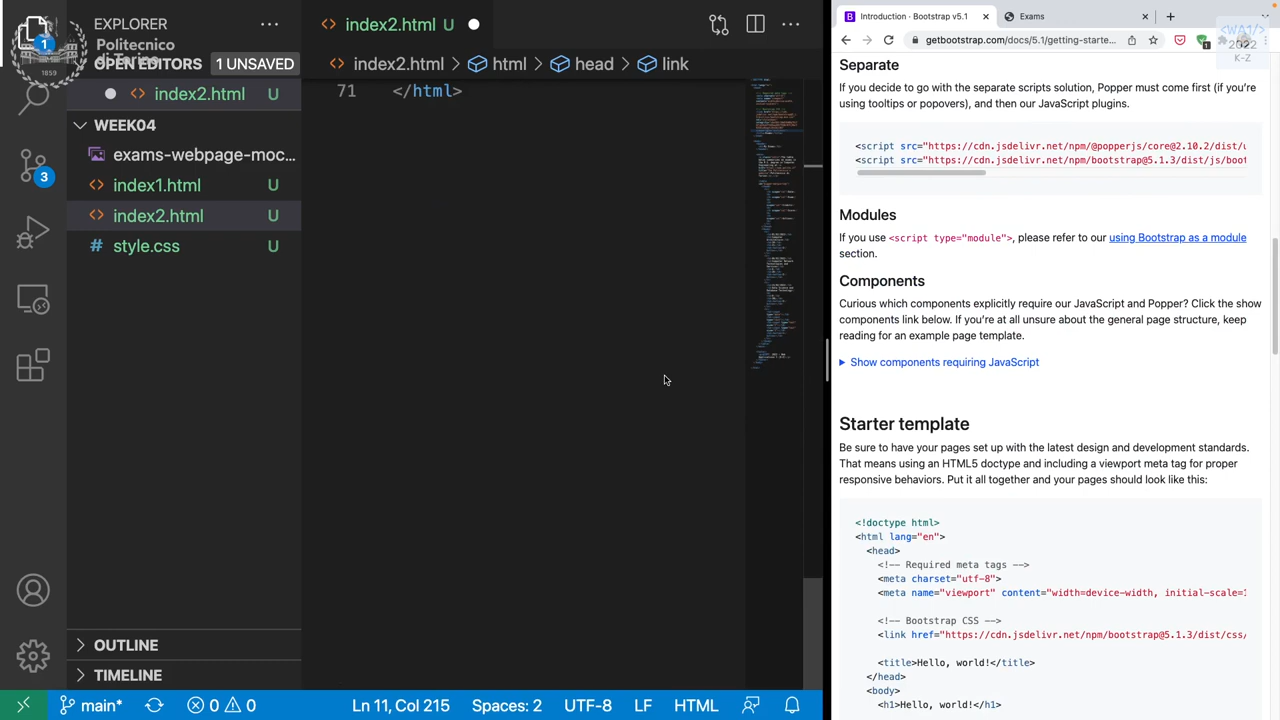 EXPLORER
Politecnico
di Torino
1859
1
OPEN EDITORS
1 UNSAVED
index2.html U
WEEK
index.html U
index2.html U
style.css U
3
OUTLINE
TIMELINE
index2.html U
index2.html > html > head > link
71 </html>
main*
0 0
Ln 11, Col 215
Spaces: 2
UTF-8
LF
HTML
Introduction · Bootstrap v5.1
Exams
getbootstrap.com/docs/5.1/getting-starte...
1
<WA1/>
2022
K-Z
Separate
If you decide to go with the separate scripts solution, Popper must come first (if you're
using tooltips or popovers), and then our JavaScript plugins.
<script src="https://cdn.jsdelivr.net/npm/@popperjs/core@2.10.2/dist/u
<script src="https://cdn.jsdelivr.net/npm/bootstrap@5.1.3/dist/js/boot
Modules
If you use <script type="module">, please refer to our using Bootstrap as a module
section.
Components
Curious which components explicitly require our JavaScript and Popper? Click the show
components link below. If you're at all unsure about the general page structure, keep
reading for an example page template.
Show components requiring JavaScript
Starter template
Be sure to have your pages set up with the latest design and development standards.
That means using an HTML5 doctype and including a viewport meta tag for proper
responsive behaviors. Put it all together and your pages should look like this:
<!doctype html>
<html lang="en">
<head>
<!-- Required meta tags -->
<meta charset="utf-8">
<meta name="viewport" content="width=device-width, initial-scale=1
<!-- Bootstrap CSS -->
<link href="https://cdn.jsdelivr.net/npm/bootstrap@5.1.3/dist/css/
<title>Hello, world!</title>
</head>
<body>
<h1>Hello, world!</h1>